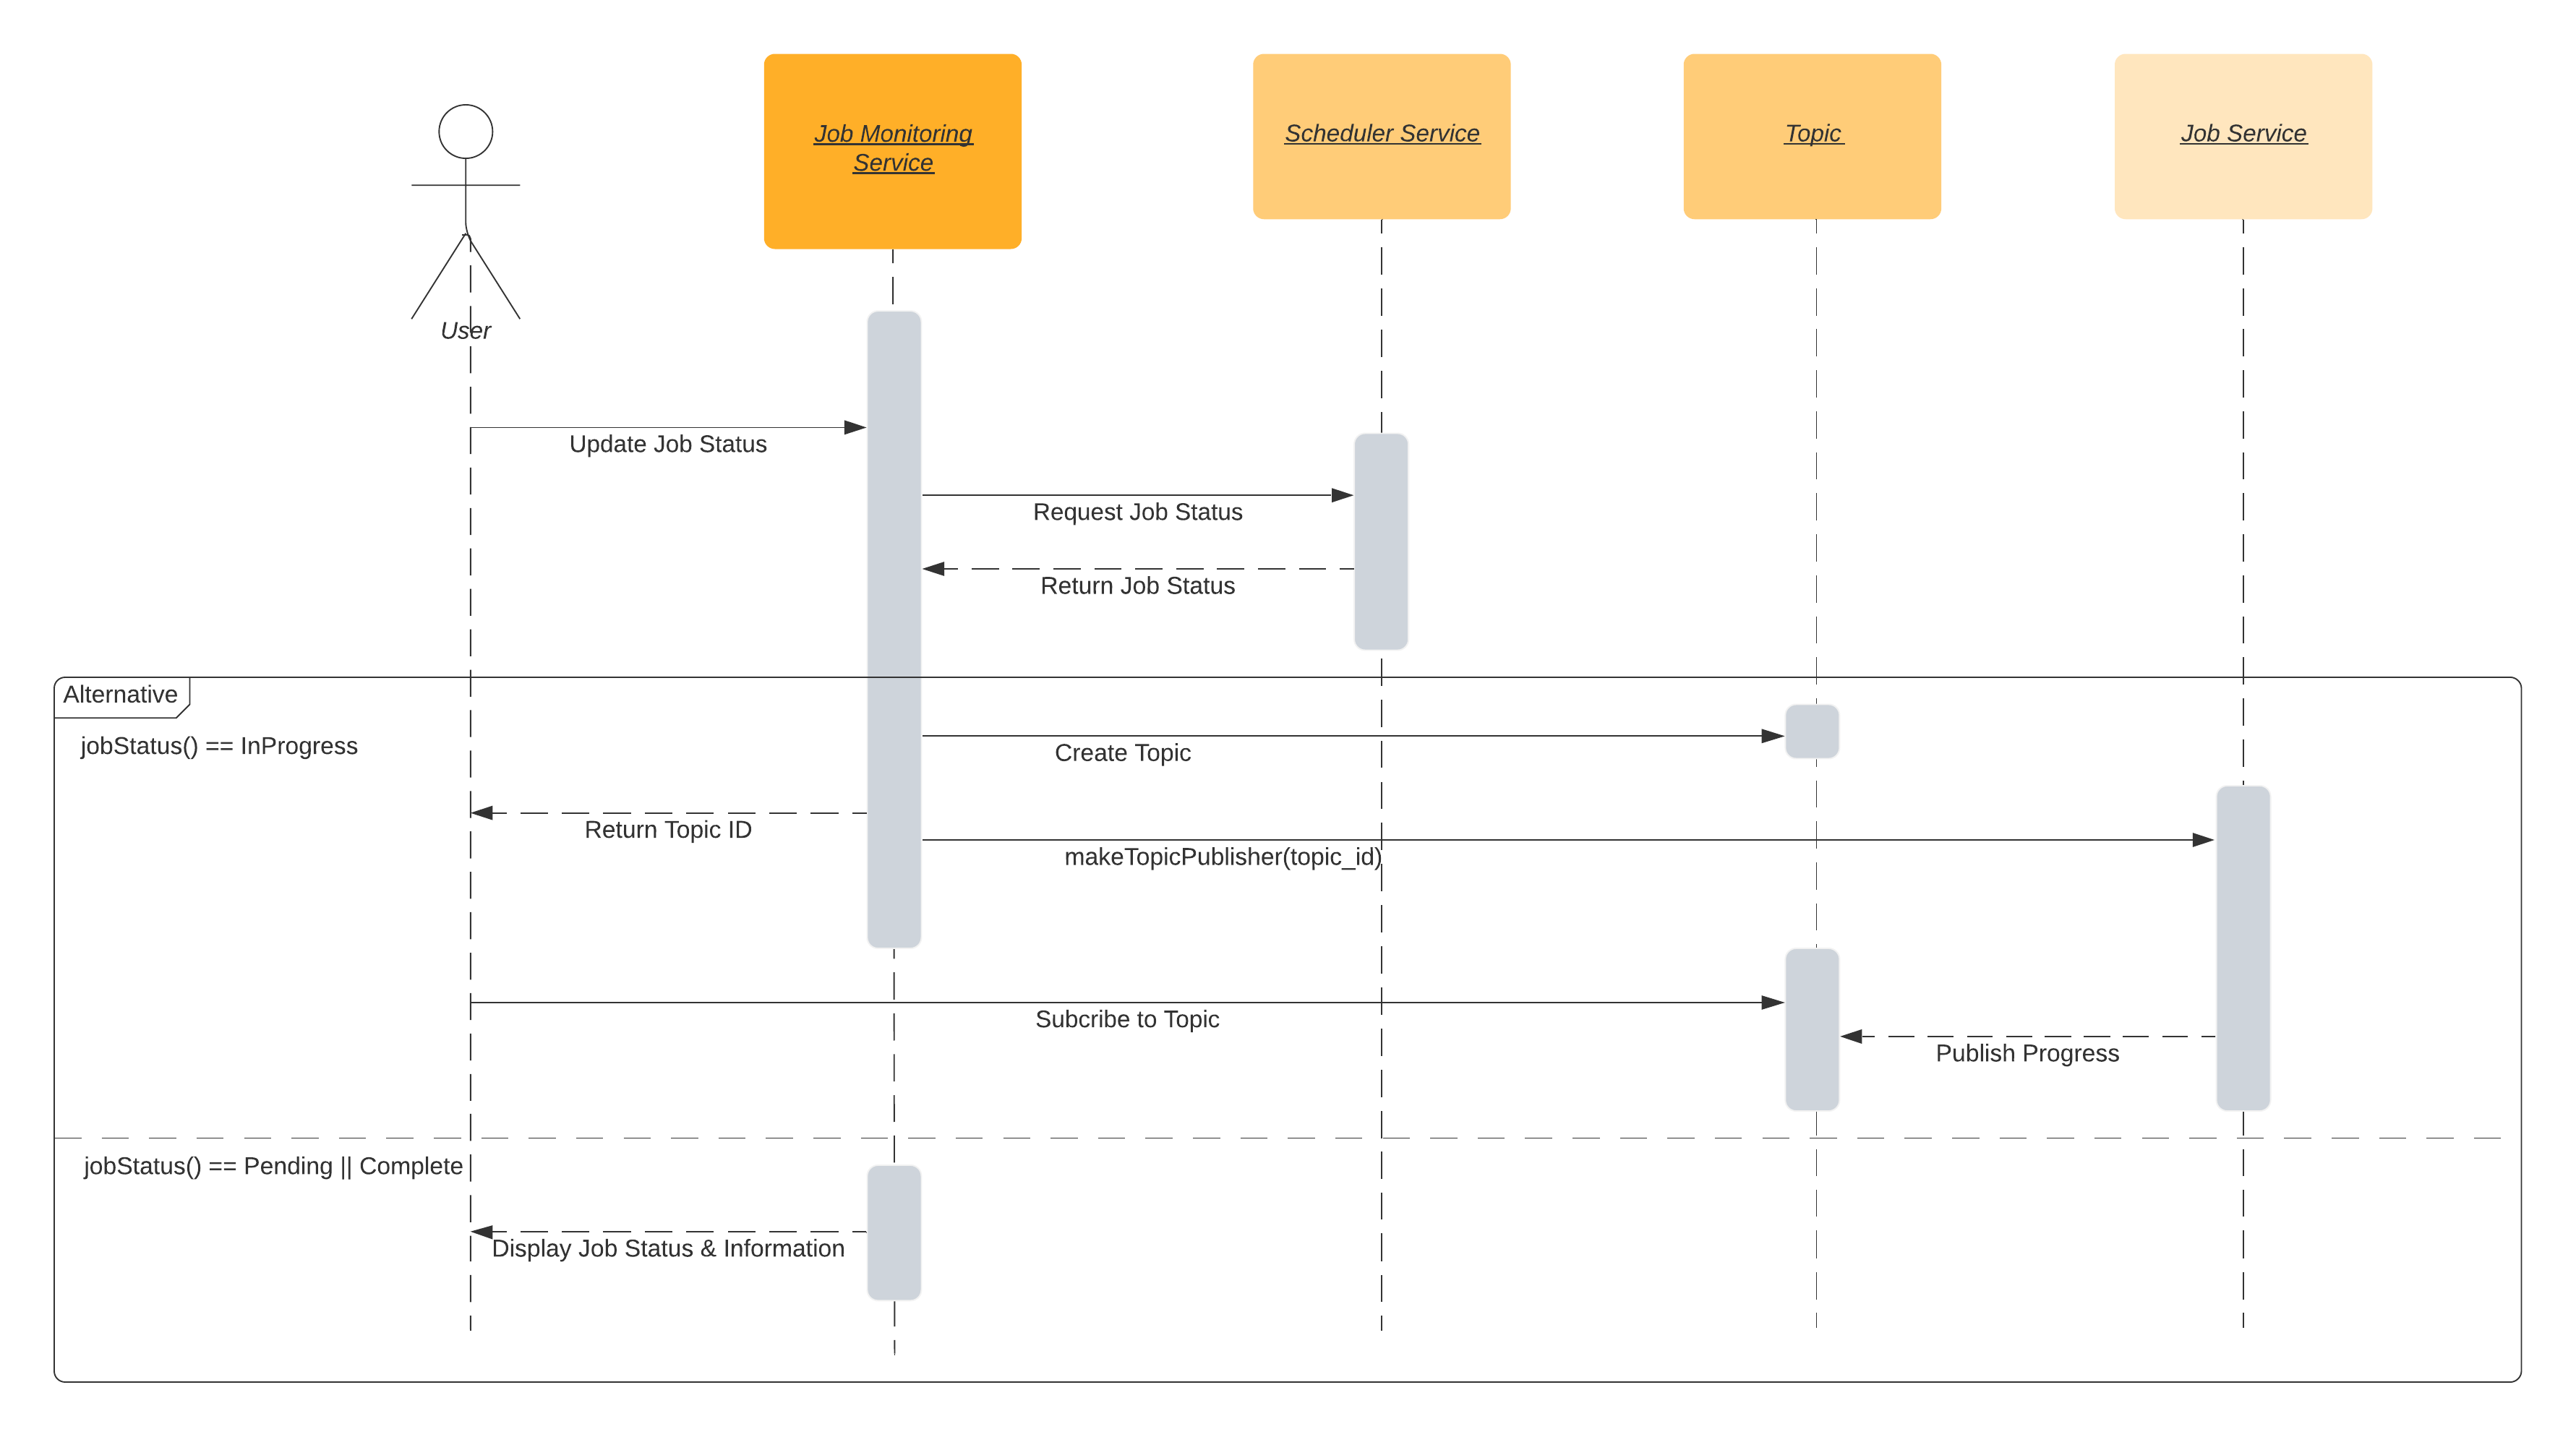 Job Monitoring
Service
Scheduler Service
Topic
Job Service
User
Update Job Status
Request Job Status
Return Job Status
Alternative
jobStatus() == InProgress
Create Topic
Return Topic ID
makeTopicPublisher(topic_id)
Subcribe to Topic
Publish Progress
jobStatus() == Pending || Complete
Display Job Status & Information